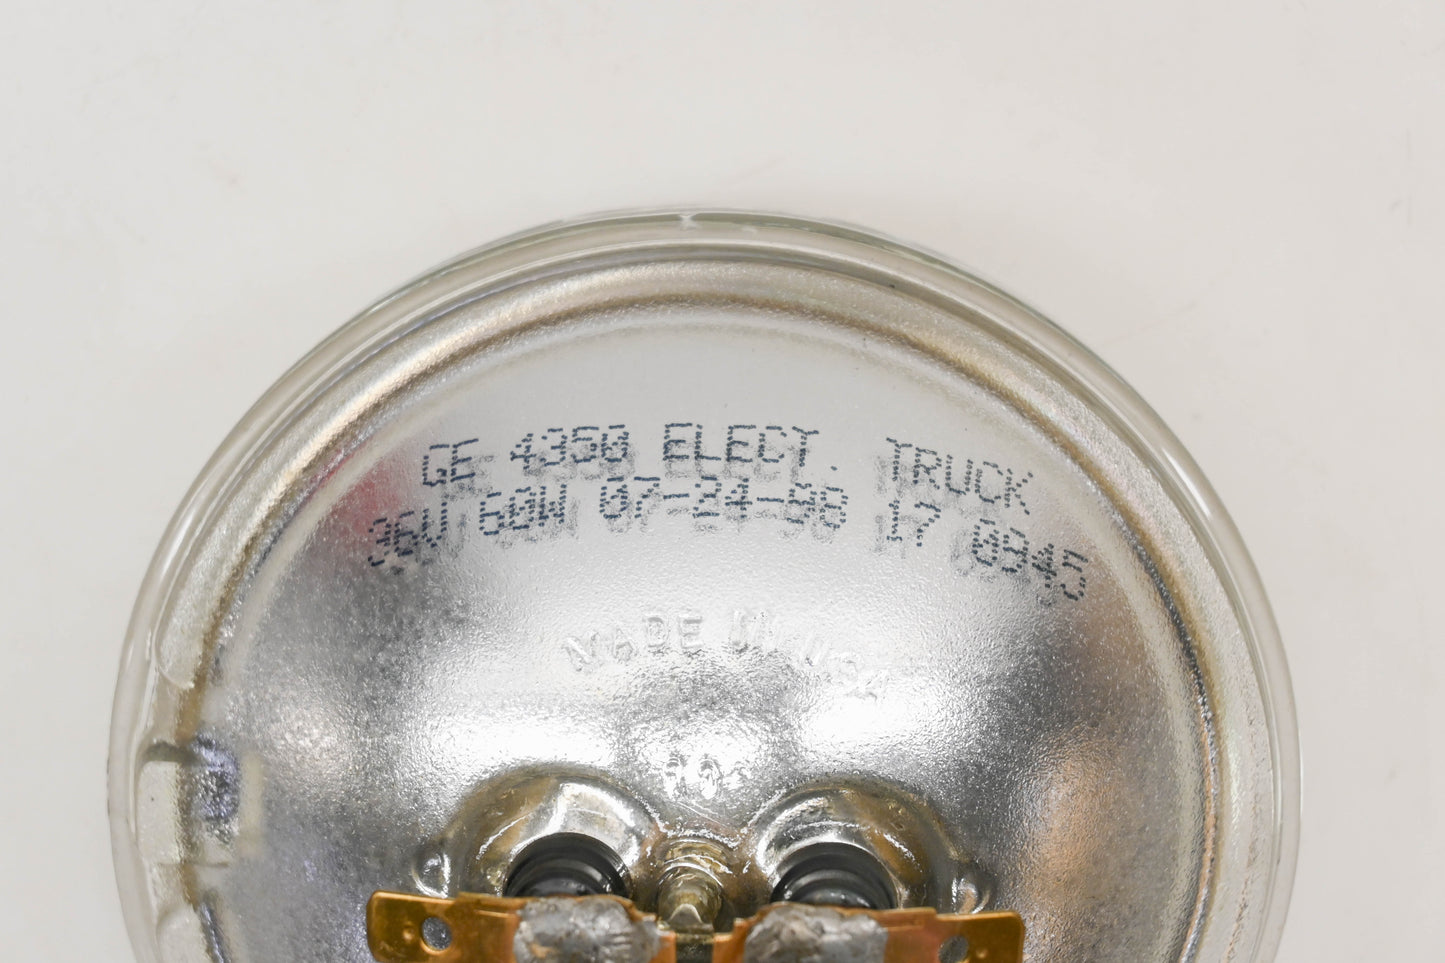 GE 4350 ELECT. TRUCK
36V 60W 07-24-98 17 0945
MADE IN USA